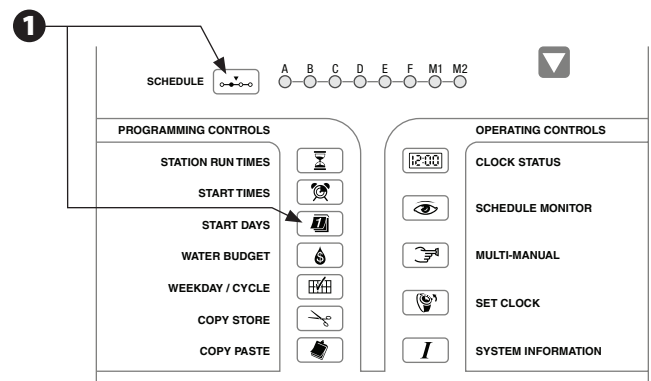 1
A B C D E F M1 M2
SCHEDULE
PROGRAMMING CONTROLS
OPERATING CONTROLS
STATION RUN TIMES
12:00
CLOCK STATUS
START TIMES
SCHEDULE MONITOR
START DAYS
1
WATER BUDGET
$
MULTI-MANUAL
WEEKDAY / CYCLE
SET CLOCK
COPY STORE
COPY PASTE
I
SYSTEM INFORMATION